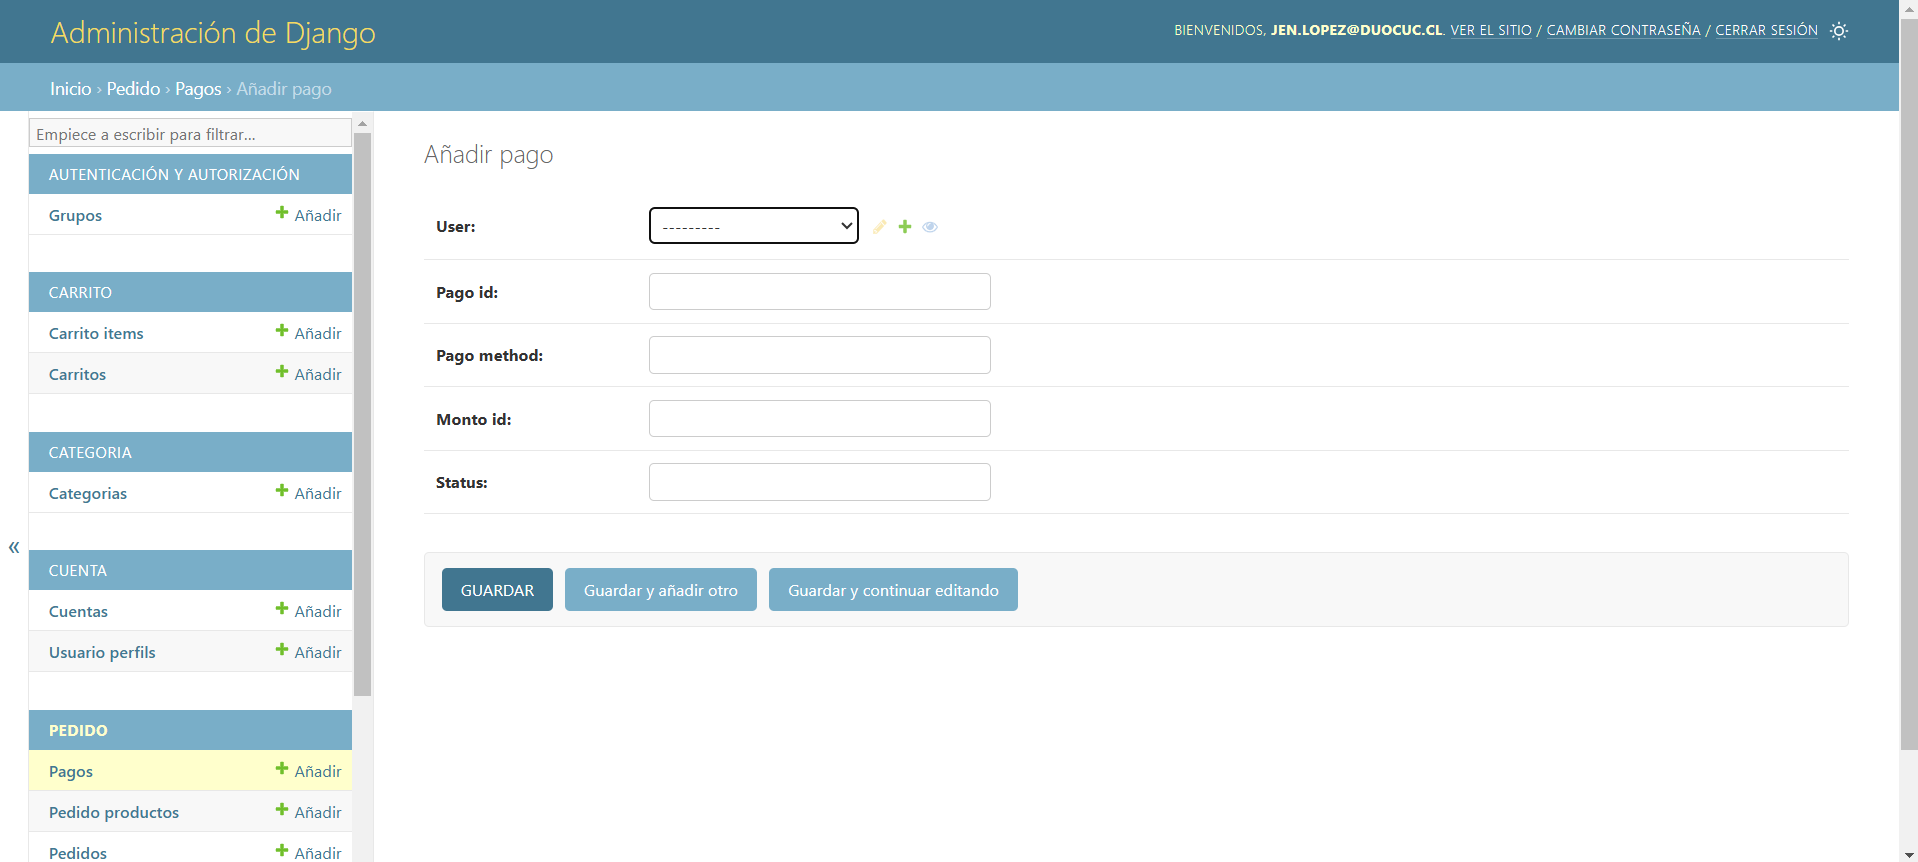 Administración de Django
BIENVENIDOS, JEN.LOPEZ@DUOCUC.CL. VER EL SITIO / CAMBIAR CONTRASEÑA / CERRAR SESIÓN
Inicio › Pedido › Pagos › Añadir pago
Empiece a escribir para filtrar...
AUTENTICACIÓN Y AUTORIZACIÓN
Grupos Añadir
CARRITO
Carrito items Añadir
Carritos Añadir
CATEGORIA
Categorias Añadir
«
CUENTA
Cuentas Añadir
Usuario perfils Añadir
PEDIDO
Pagos Añadir
Pedido productos Añadir
Pedidos Añadir
Añadir pago
User: ---------
Pago id:
Pago method:
Monto id:
Status:
GUARDAR Guardar y añadir otro Guardar y continuar editando